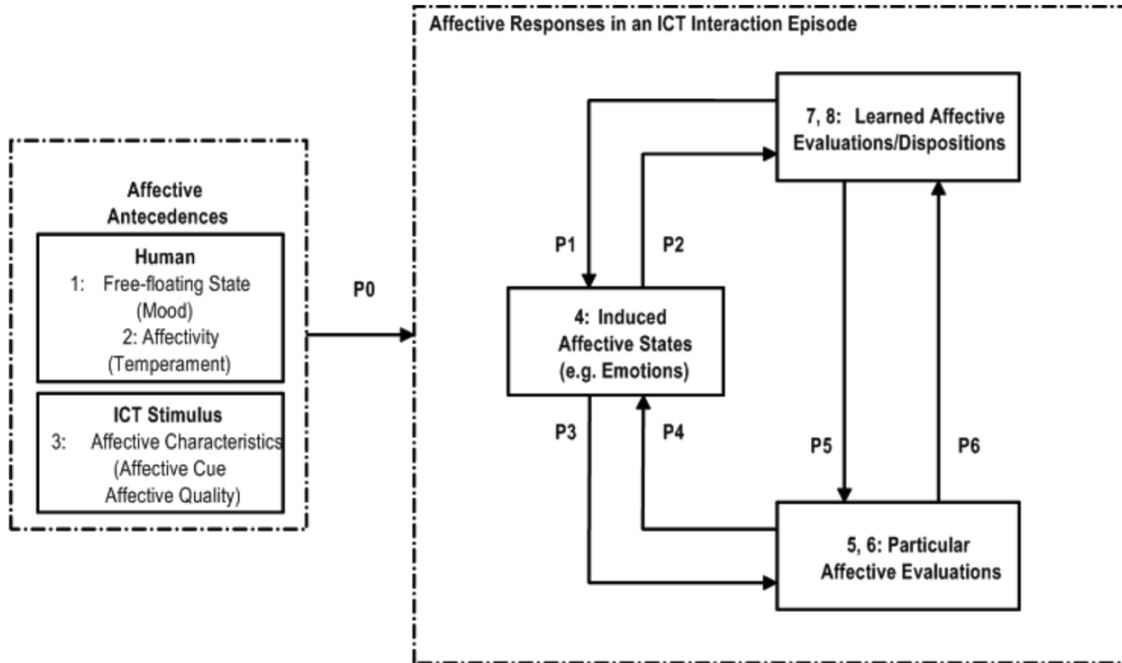 Affective Responses in an ICT Interaction Episode
7, 8: Learned Affective
Evaluations/Dispositions
Affective
Antecedences
Human
1: Free-floating State
(Mood)
2: Affectivity
(Temperament)
ICT Stimulus
3: Affective Characteristics
(Affective Cue
Affective Quality)
P0
P1
P2
4: Induced
Affective States
(e.g. Emotions)
P3
P4
P5
P6
5, 6: Particular
Affective Evaluations